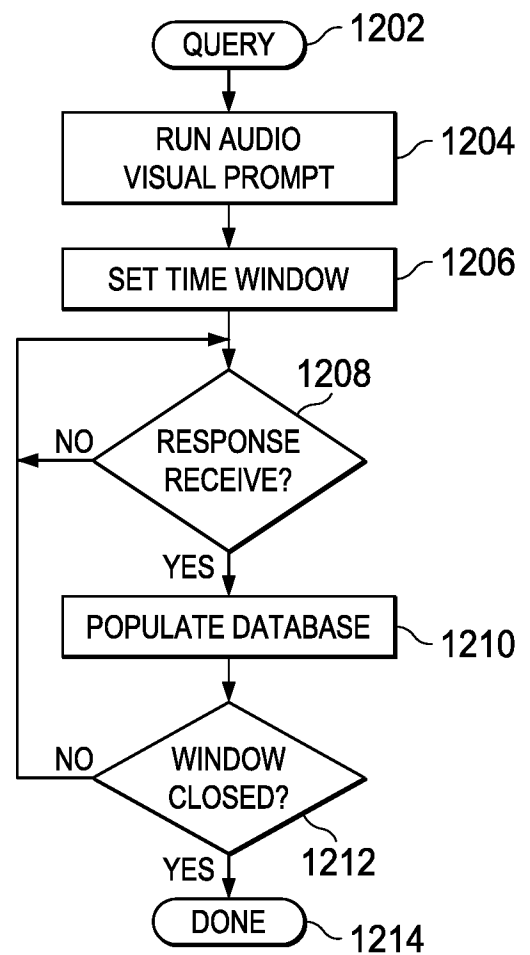 QUERY
1202
RUN AUDIO
VISUAL PROMPT
1204
SET TIME WINDOW
1206
1208
NO
RESPONSE
RECEIVE?
YES
POPULATE DATABASE
1210
NO
WINDOW
CLOSED?
1212
YES
DONE
1214